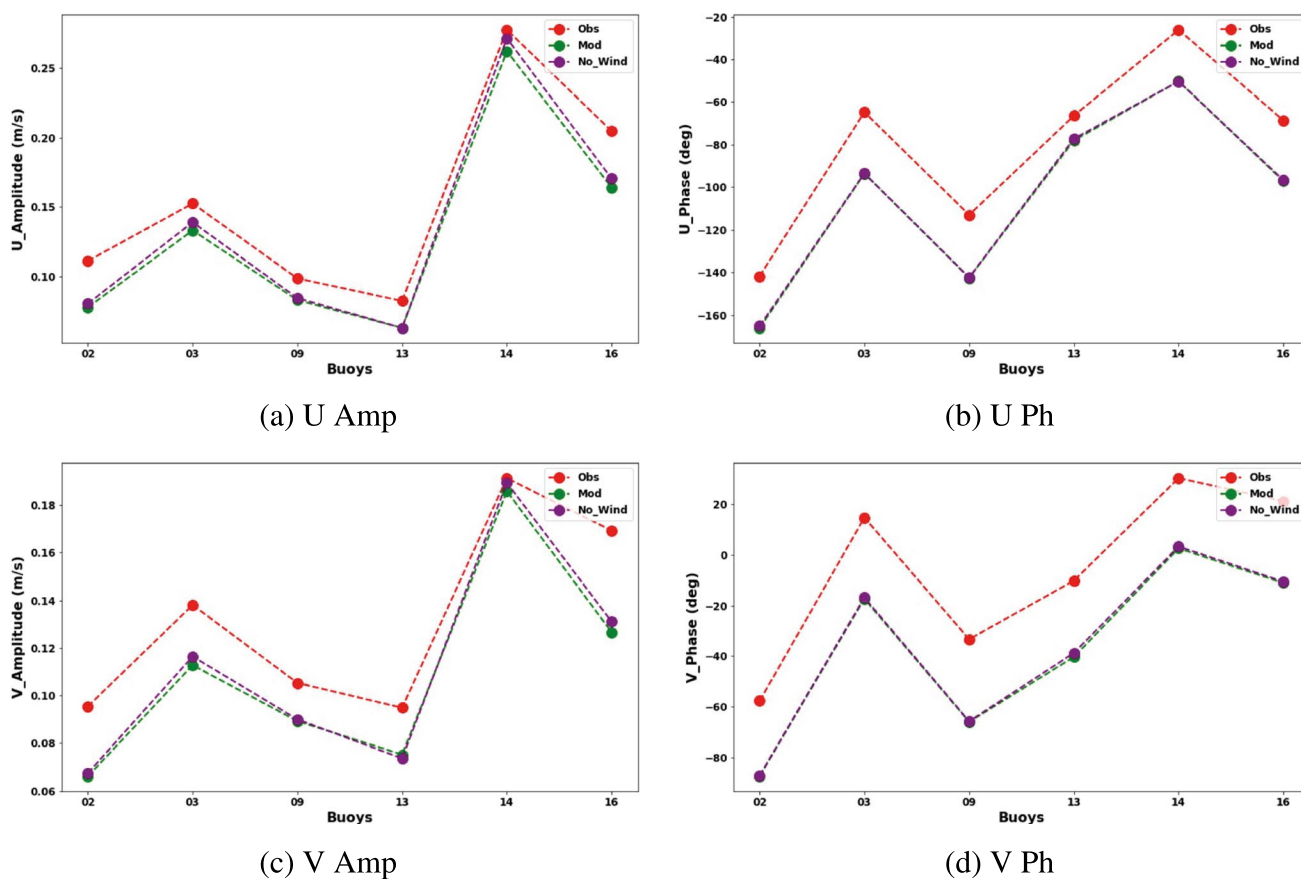 U_Amplitude (m/s)
0.25
0.20
0.15
0.10
02 03 09 13 14 16
Buoys
Obs
Mod
No_Wind
(a) U Amp
U_Phase (deg)
−20
−40
−60
−80
−100
−120
−140
−160
02 03 09 13 14 16
Buoys
Obs
Mod
No_Wind
(b) U Ph
V_Amplitude (m/s)
0.18
0.16
0.14
0.12
0.10
0.08
0.06
02 03 09 13 14 16
Buoys
Obs
Mod
No_Wind
(c) V Amp
V_Phase (deg)
20
0
−20
−40
−60
−80
02 03 09 13 14 16
Buoys
Obs
Mod
No_Wind
(d) V Ph